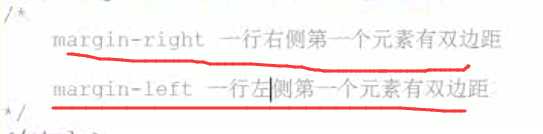 /*
margin-right 一行右侧第一个元素有双边距
margin-left 一行左侧第一个元素有双边距
*/